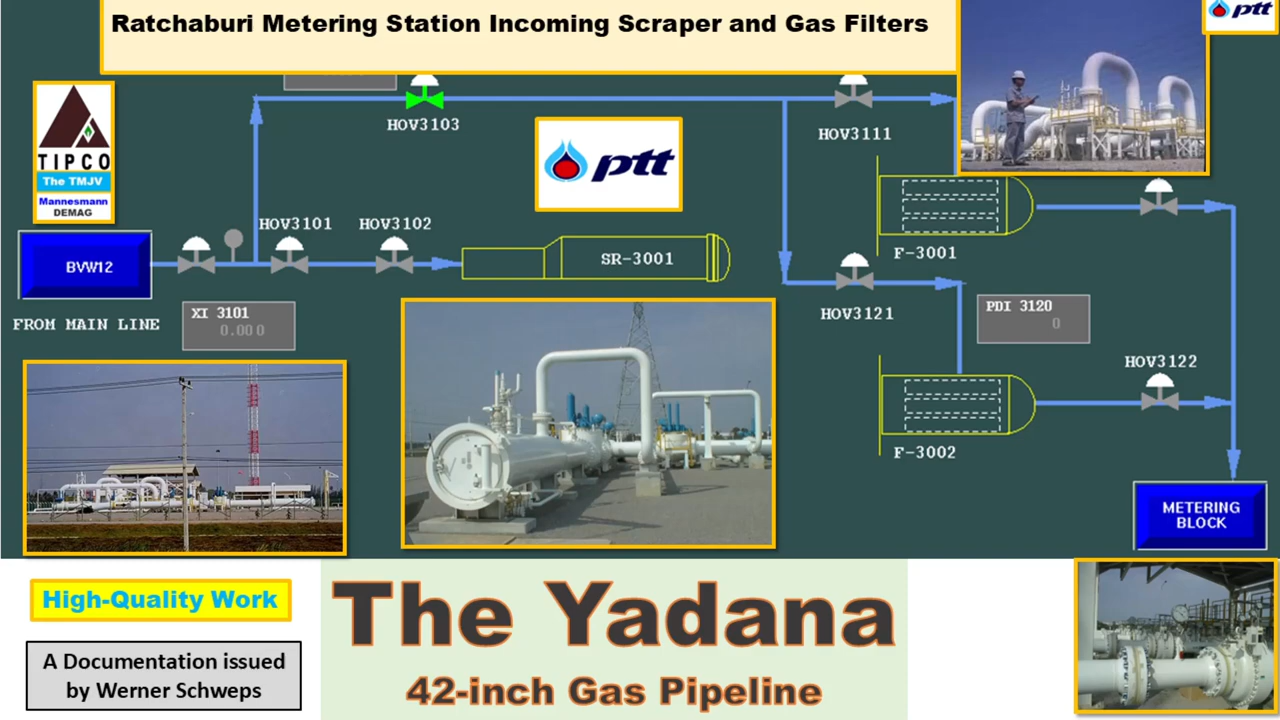 Ratchaburi Metering Station Incoming Scraper and Gas Filters
ptt
TIPCO
The TMJV
Mannesmann
DEMAG
HOV3103
HOV3111
ptt
HOV3101
HOV3102
F-3001
BVW12
SR-3001
FROM MAIN LINE
XI 3101
0.000
HOV3121
PDI 3120
0
HOV3122
F-3002
METERING
BLOCK
High-Quality Work
A Documentation issued
by Werner Schweps
The Yadana
42-inch Gas Pipeline